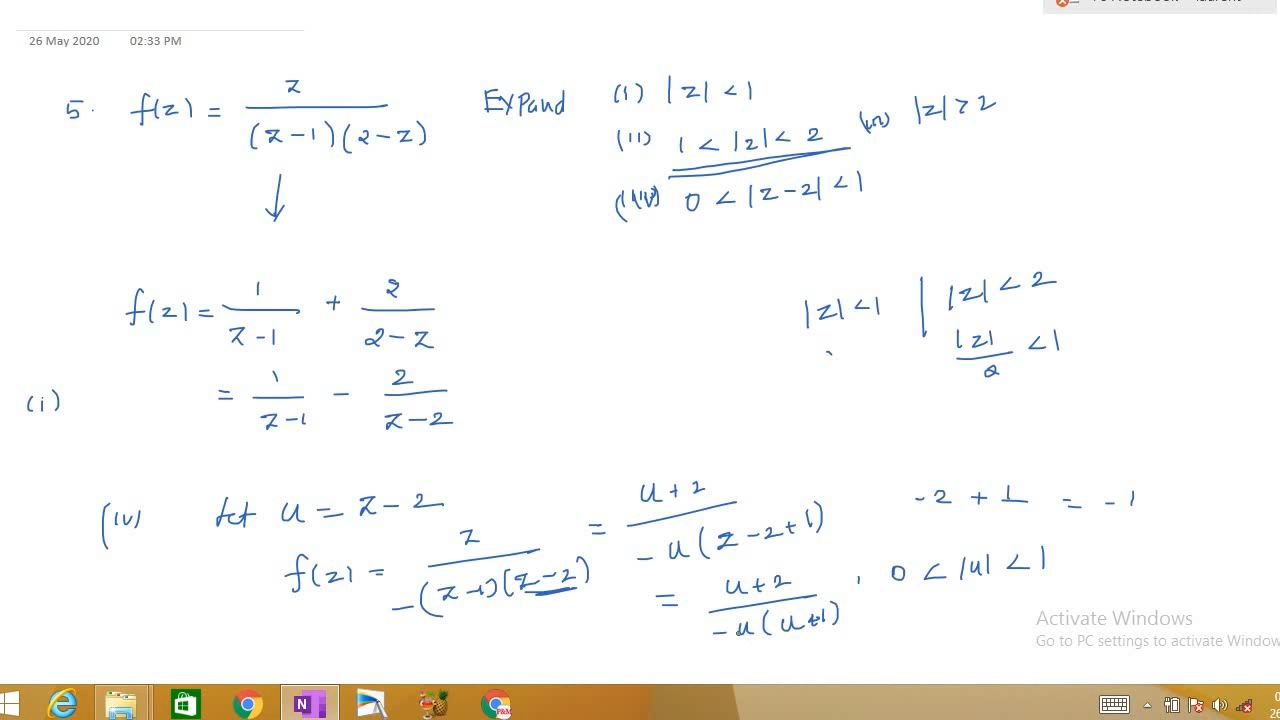 26 May 2020 02:33 PM
5. f(z) = z / (z-1)(2-z) Expand (i) |z| < 1
(ii) 1 < |z| < 2 (iii) |z| > 2
(iv) 0 < |z-2| < 1
f(z) = 1/(z-1) + 2/(2-z) |z| < 1 | |z| < 2
|z|/2 < 1
(i) = 1/(z-1) - 2/(z-2)
(iv) let u = z-2
f(z) = z / -(z-1)(z-2) = u+2 / -u(z-2+1) -2+1 = -1
= u+2 / -u(u+1), 0 < |u| < 1
Activate Windows
Go to PC settings to activate Window